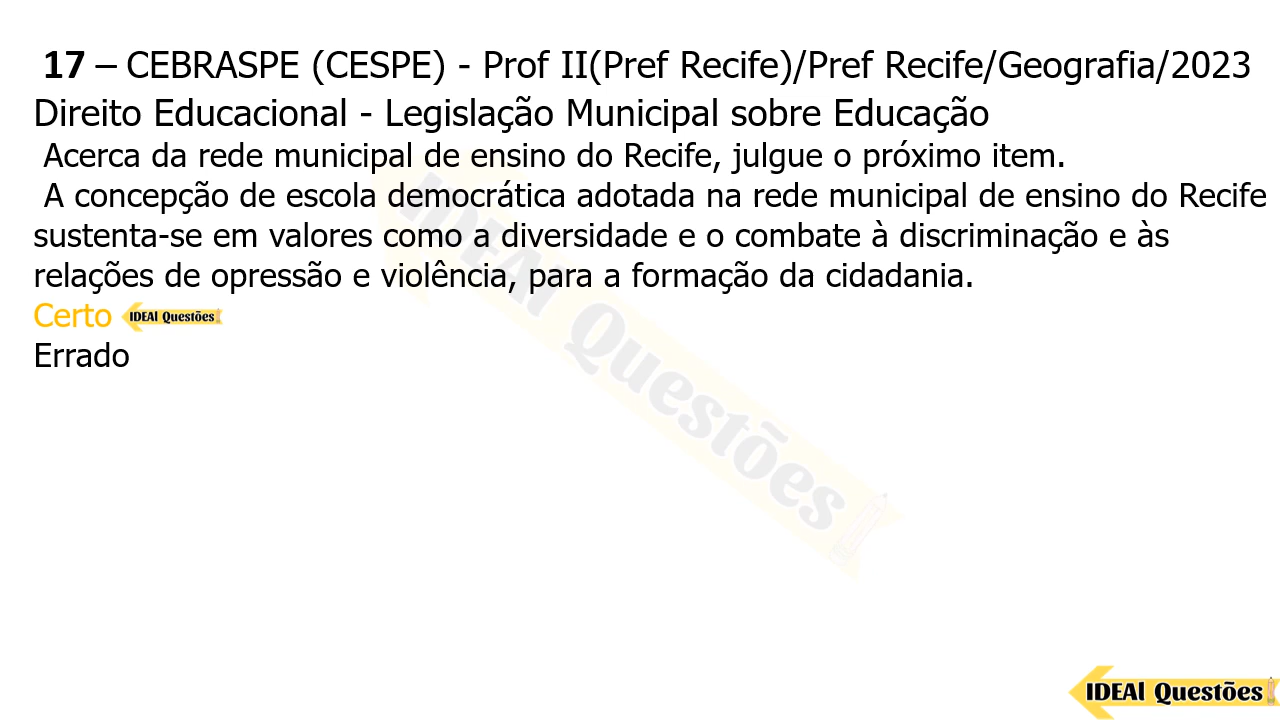 17 – CEBRASPE (CESPE) - Prof II(Pref Recife)/Pref Recife/Geografia/2023
Direito Educacional - Legislação Municipal sobre Educação
Acerca da rede municipal de ensino do Recife, julgue o próximo item.
A concepção de escola democrática adotada na rede municipal de ensino do Recife
sustenta-se em valores como a diversidade e o combate à discriminação e às
relações de opressão e violência, para a formação da cidadania.
Certo IDEAl Questões
Errado
IDEAl Questões
IDEAl Questões